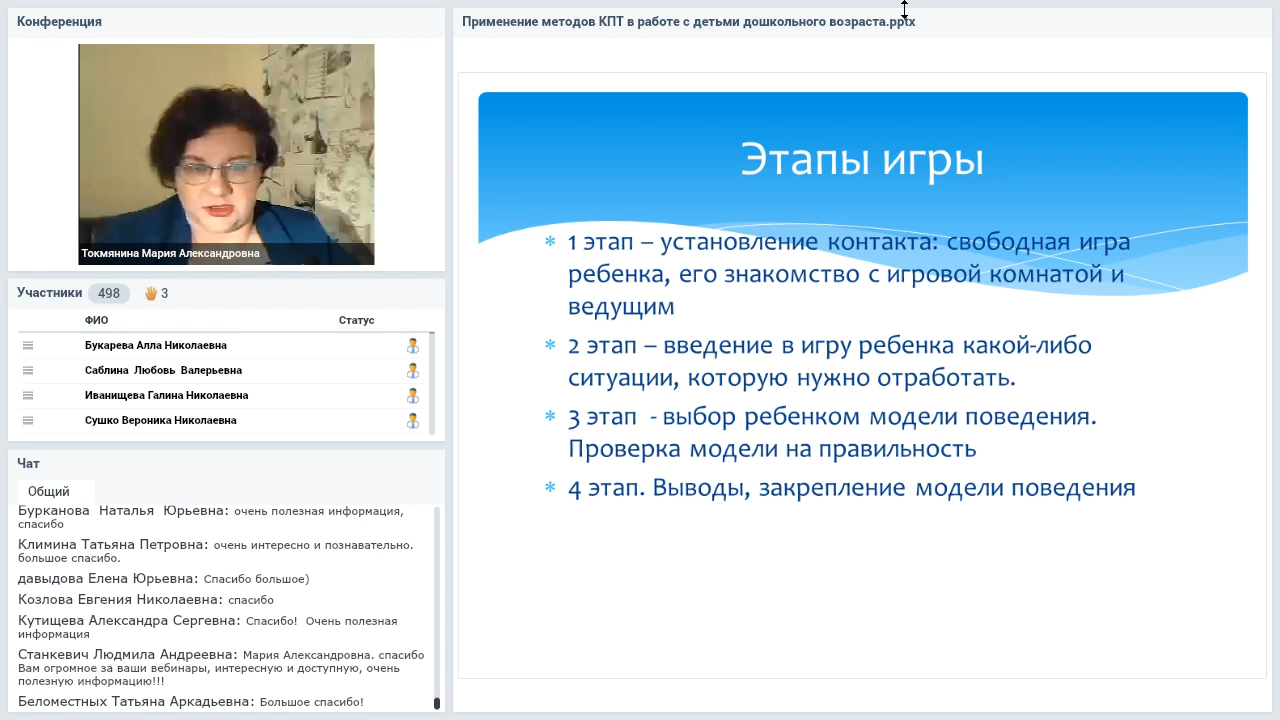 Конференция
Токмянина Мария Александровна
Участники 498 3
ФИО Статус
Букарева Алла Николаевна
Саблина Любовь Валерьевна
Иванищева Галина Николаевна
Сушко Вероника Николаевна
Чат
Общий
Бурканова Наталья Юрьевна: очень полезная информация,
спасибо
Климина Татьяна Петровна: очень интересно и познавательно.
большое спасибо.
давыдова Елена Юрьевна: Спасибо большое)
Козлова Евгения Николаевна: спасибо
Кутищева Александра Сергевна: Спасибо! Очень полезная
информация
Станкевич Людмила Андреевна: Мария Александровна. спасибо
Вам огромное за ваши вебинары, интересную и доступную, очень
полезную информацию!!!
Беломестных Татьяна Аркадьевна: Большое спасибо!
Применение методов КПТ в работе с детьми дошкольного возраста.pptx
Этапы игры
* 1 этап – установление контакта: свободная игра
ребенка, его знакомство с игровой комнатой и
ведущим
* 2 этап – введение в игру ребенка какой-либо
ситуации, которую нужно отработать.
* 3 этап - выбор ребенком модели поведения.
Проверка модели на правильность
* 4 этап. Выводы, закрепление модели поведения